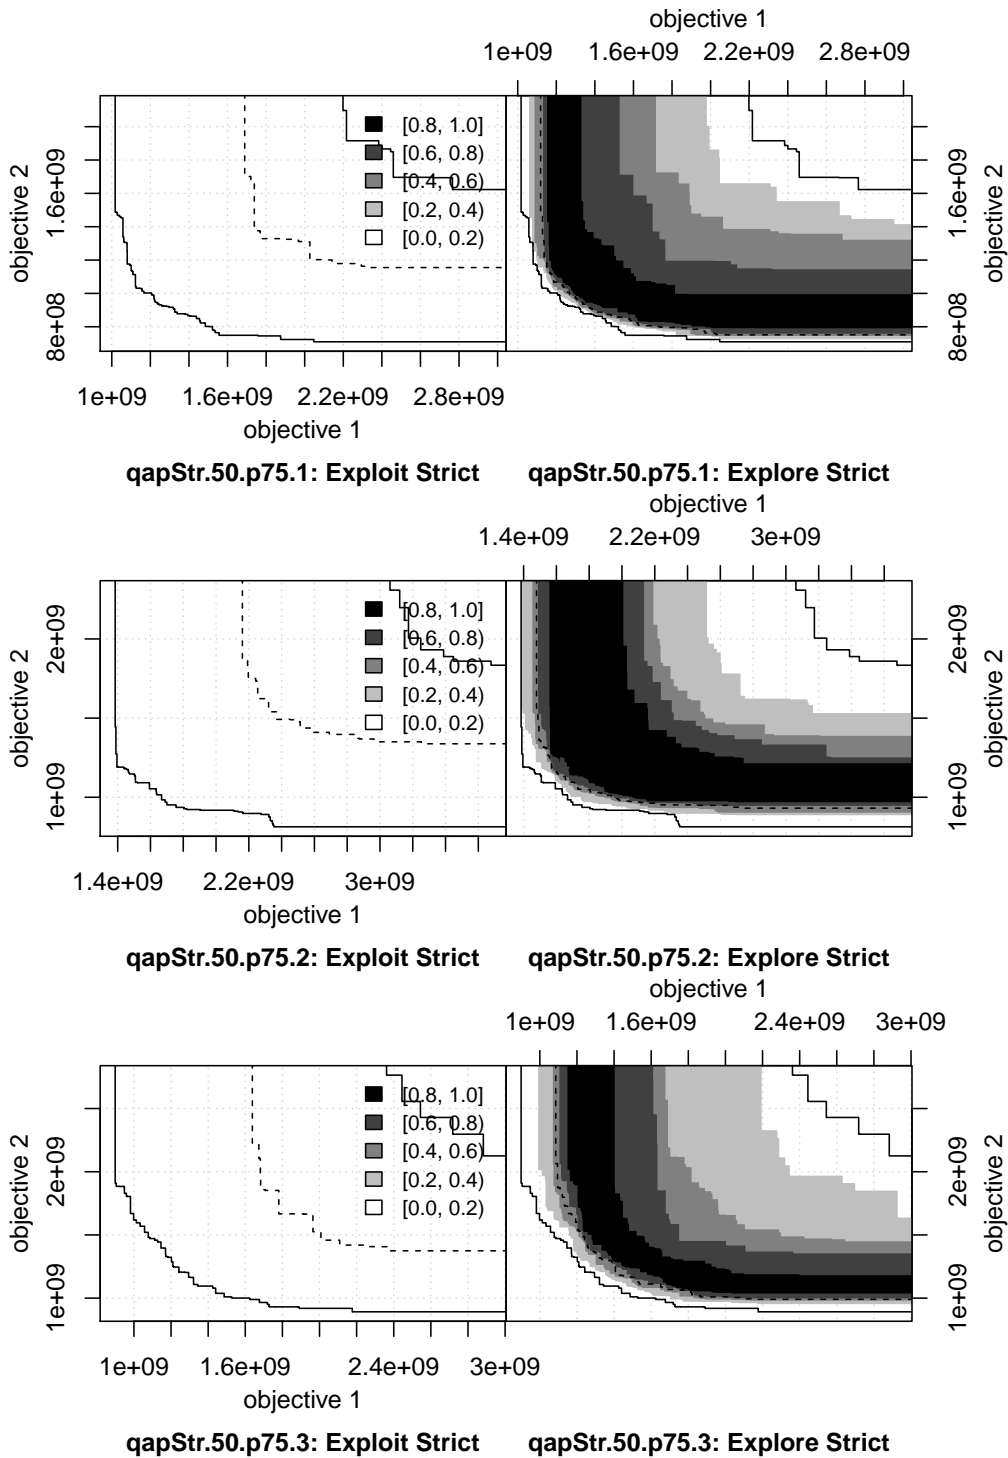 objective 1
1e+09 1.6e+09 2.2e+09 2.8e+09
objective 2
8e+08 1.6e+09
[0.8, 1.0]
[0.6, 0.8)
[0.4, 0.6)
[0.2, 0.4)
[0.0, 0.2)
8e+08 1.6e+09
objective 2
1e+09 1.6e+09 2.2e+09 2.8e+09
objective 1
qapStr.50.p75.1: Exploit Strict
qapStr.50.p75.1: Explore Strict
objective 1
1.4e+09 2.2e+09 3e+09
objective 2
1e+09 2e+09
[0.8, 1.0]
[0.6, 0.8)
[0.4, 0.6)
[0.2, 0.4)
[0.0, 0.2)
1e+09 2e+09
objective 2
1.4e+09 2.2e+09 3e+09
objective 1
qapStr.50.p75.2: Exploit Strict
qapStr.50.p75.2: Explore Strict
objective 1
1e+09 1.6e+09 2.4e+09 3e+09
objective 2
1e+09 2e+09
[0.8, 1.0]
[0.6, 0.8)
[0.4, 0.6)
[0.2, 0.4)
[0.0, 0.2)
1e+09 2e+09
objective 2
1e+09 1.6e+09 2.4e+09 3e+09
objective 1
qapStr.50.p75.3: Exploit Strict
qapStr.50.p75.3: Explore Strict